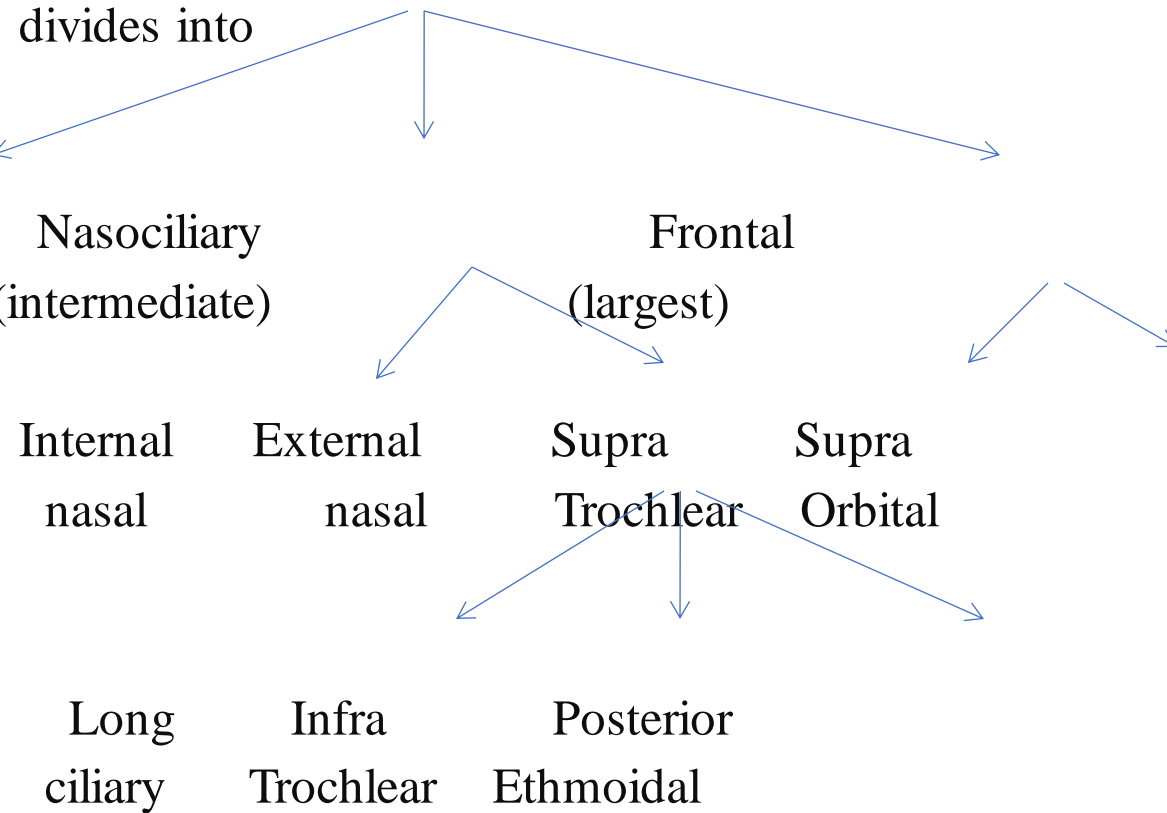 divides into
Nasociliary Frontal
(intermediate) (largest)
Internal External Supra Supra
nasal nasal Trochlear Orbital
Long Infra Posterior
ciliary Trochlear Ethmoidal